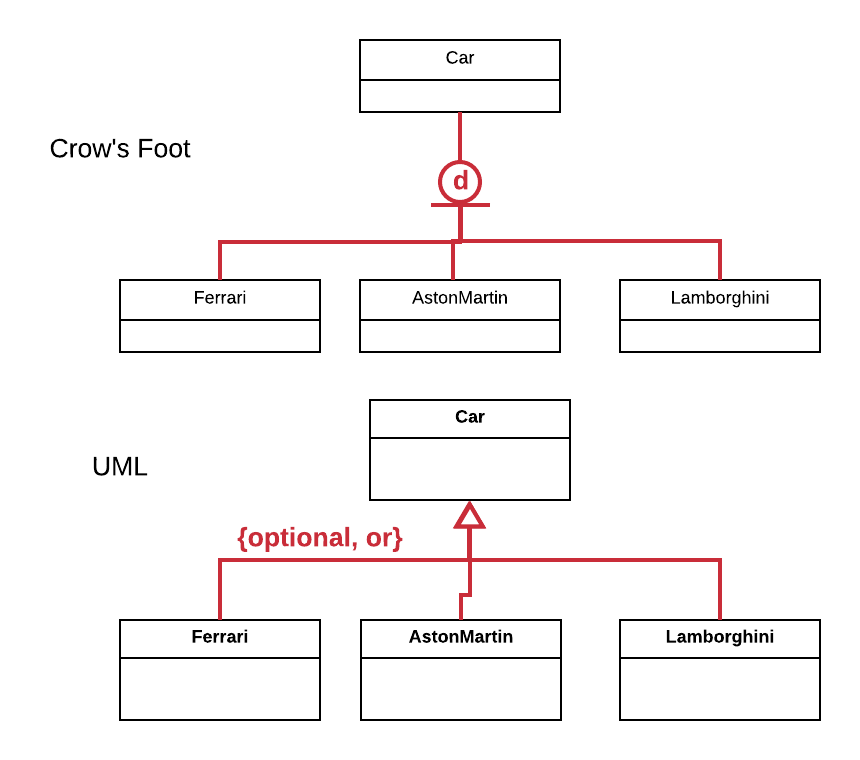 Car
Crow's Foot
d
Ferrari
AstonMartin
Lamborghini
Car
UML
{optional, or}
Ferrari
AstonMartin
Lamborghini